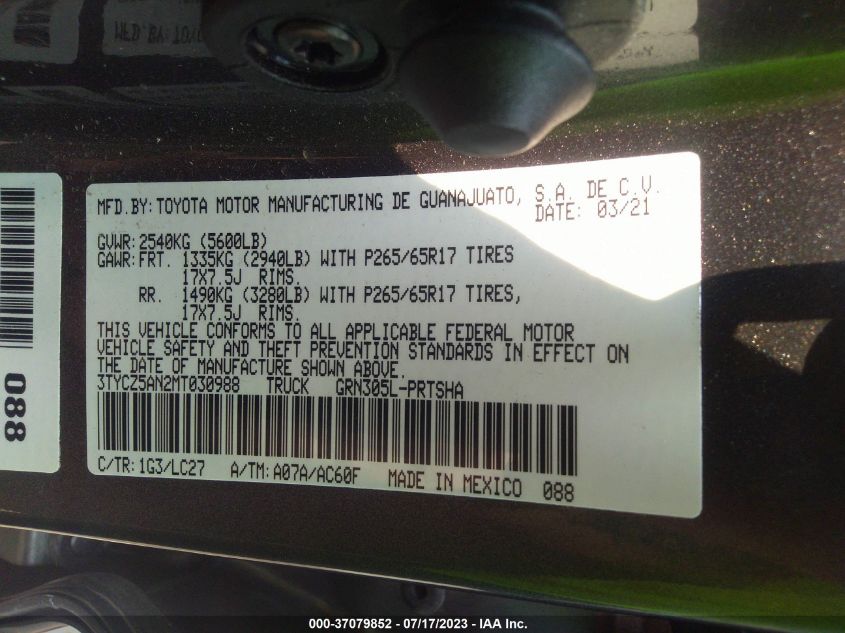 MFD.BY:TOYOTA MOTOR MANUFACTURING DE GUANAJUATO, S.A. DE C.V.
DATE: 03/21
GVWR:2540KG (5600LB)
GAWR:FRT. 1335KG (2940LB) WITH P265/65R17 TIRES
17X7.5J RIMS.
RR. 1490KG (3280LB) WITH P265/65R17 TIRES,
17X7.5J RIMS.
THIS VEHICLE CONFORMS TO ALL APPLICABLE FEDERAL MOTOR
VEHICLE SAFETY AND THEFT PREVENTION STANDARDS IN EFFECT ON
THE DATE OF MANUFACTURE SHOWN ABOVE.
3TYCZ5AN2MT030988 TRUCK GRN305L-PRTSHA
C/TR:1G3/LC27 A/TM:A07A/AC60F MADE IN MEXICO 088
088
000-37079852 - 07/17/2023 - IAA Inc.